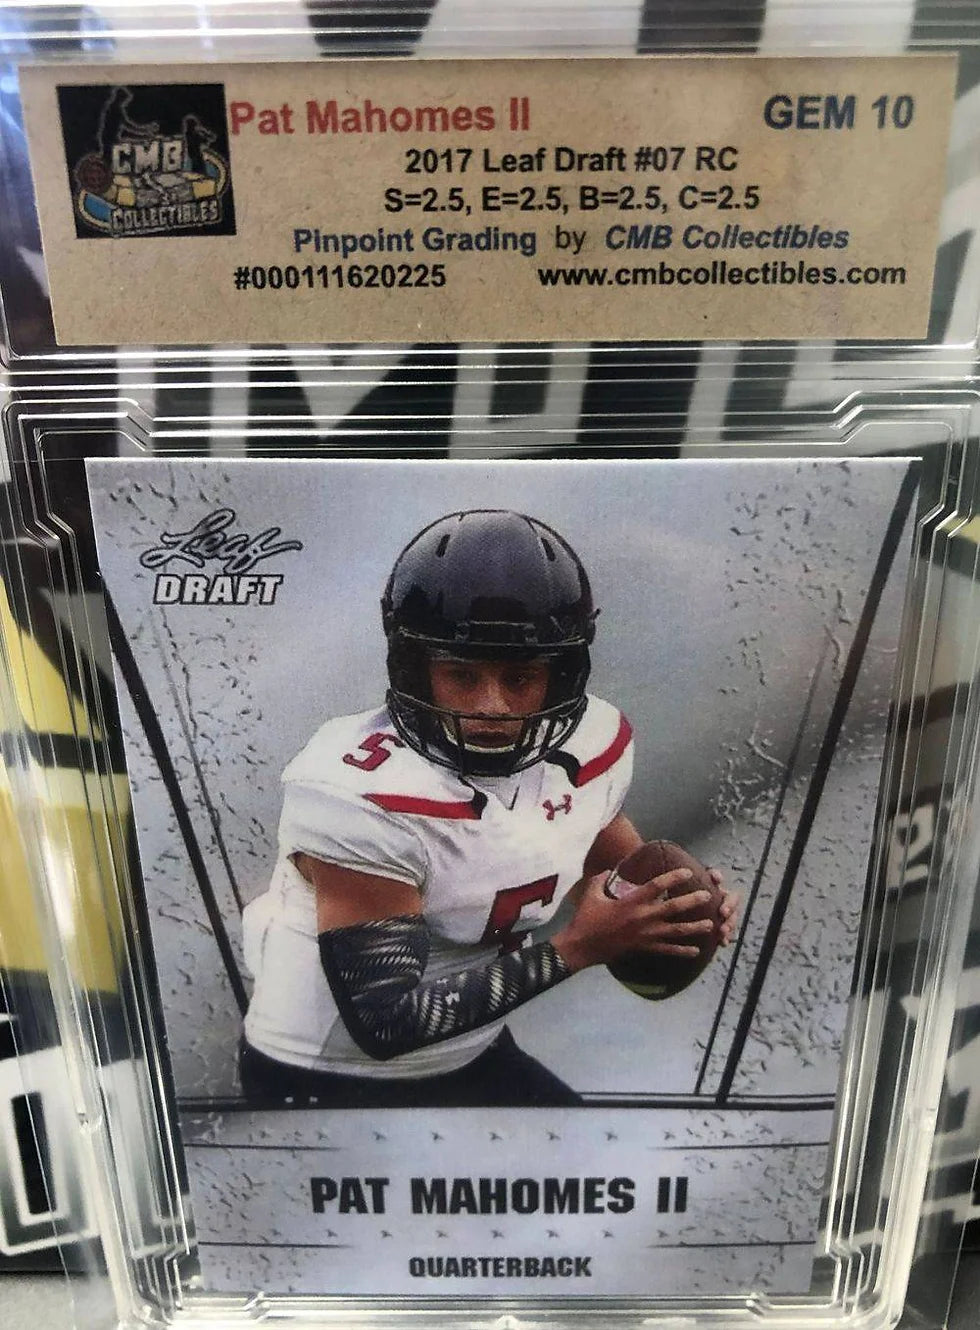 CMB
COLLECTIBLES
Pat Mahomes II
GEM 10
2017 Leaf Draft #07 RC
S=2.5, E=2.5, B=2.5, C=2.5
Pinpoint Grading by CMB Collectibles
#000111620225 www.cmbcollectibles.com
Leaf
DRAFT
5
5
PAT MAHOMES II
QUARTERBACK